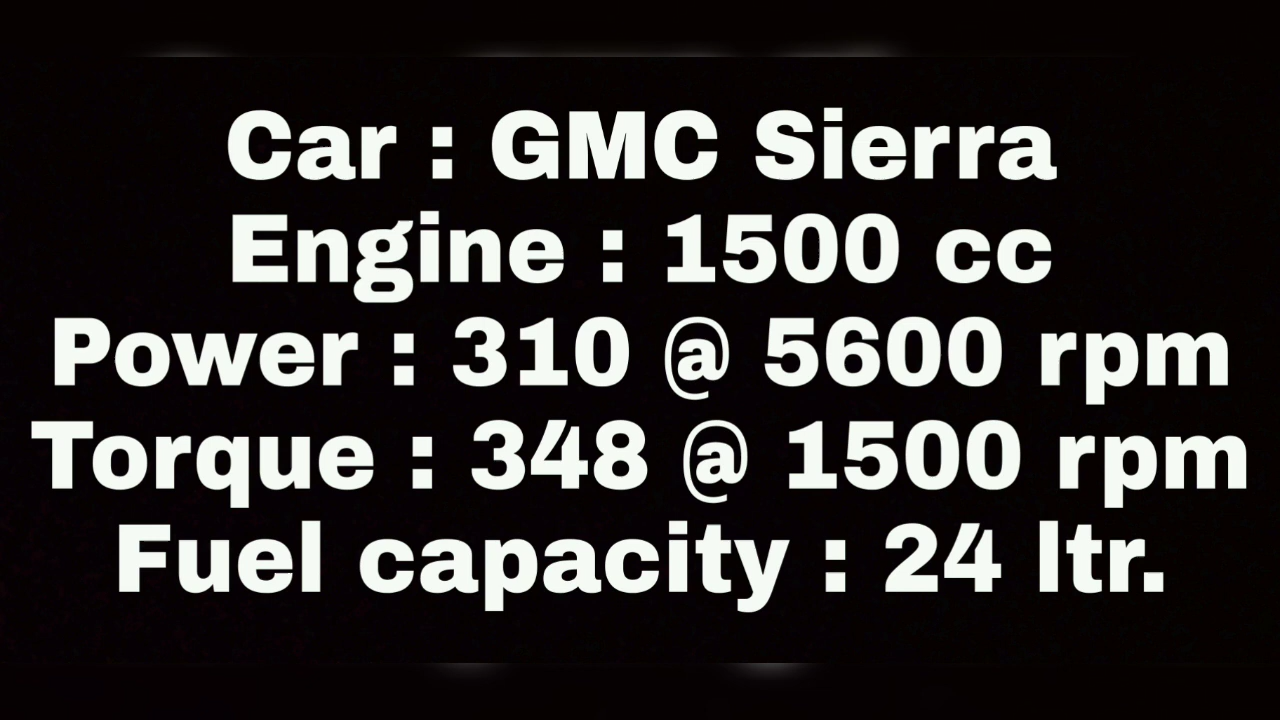 Car : GMC Sierra
Engine : 1500 cc
Power : 310 @ 5600 rpm
Torque : 348 @ 1500 rpm
Fuel capacity : 24 ltr.